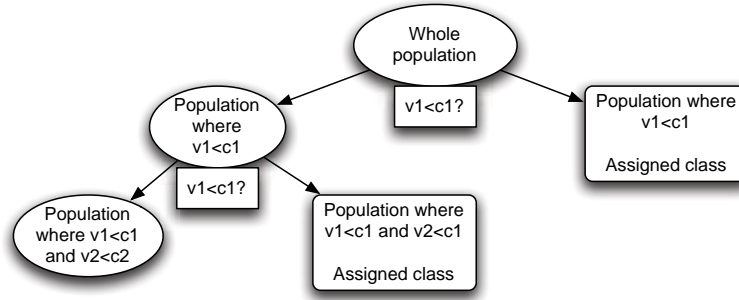 Whole
population
v1<c1?
Population
where
v1<c1
Population where
v1<c1
Assigned class
v1<c1?
Population
where v1<c1
and v2<c2
Population where
v1<c1 and v2<c1
Assigned class